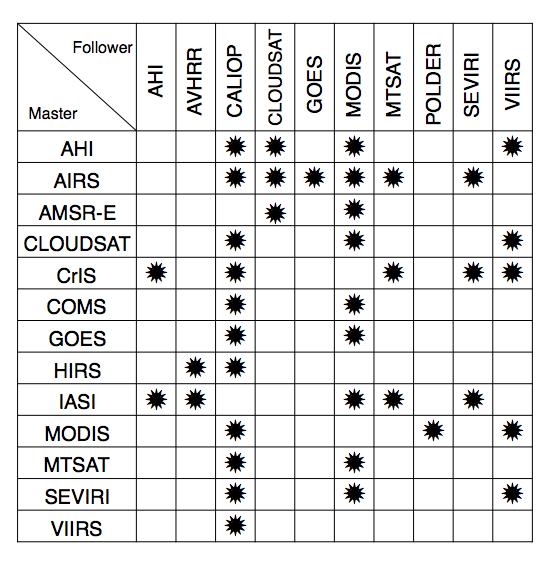 Follower
Master
AHI
AVHRR
CALIOP
CLOUDSAT
GOES
MODIS
MTSAT
POLDER
SEVIRI
VIIRS
AHI
AIRS
AMSR-E
CLOUDSAT
CrIS
COMS
GOES
HIRS
IASI
MODIS
MTSAT
SEVIRI
VIIRS